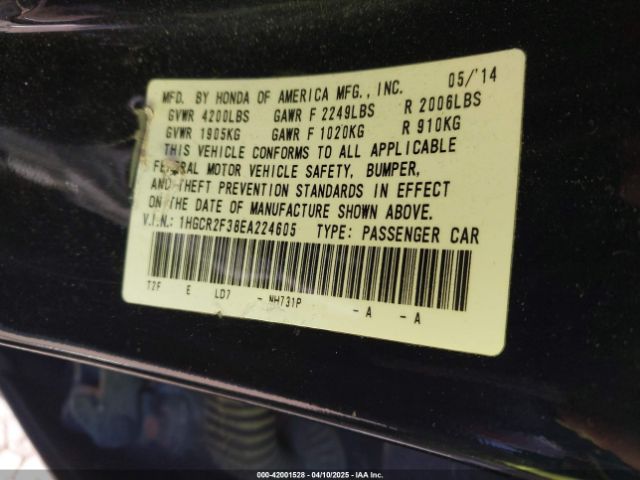 MFD. BY HONDA OF AMERICA MFG., INC. 05/'14
GVWR 4200LBS GAWR F 2249LBS R 2006LBS
GVWR 1905KG GAWR F 1020KG R 910KG
THIS VEHICLE CONFORMS TO ALL APPLICABLE
FEDERAL MOTOR VEHICLE SAFETY, BUMPER,
AND THEFT PREVENTION STANDARDS IN EFFECT
ON THE DATE OF MANUFACTURE SHOWN ABOVE.
V.I.N.: 1HGCR2F38EA224605 TYPE: PASSENGER CAR
T2F E LD7 - NH731P - A - A
000-42001528 - 04/10/2025 - IAA Inc.